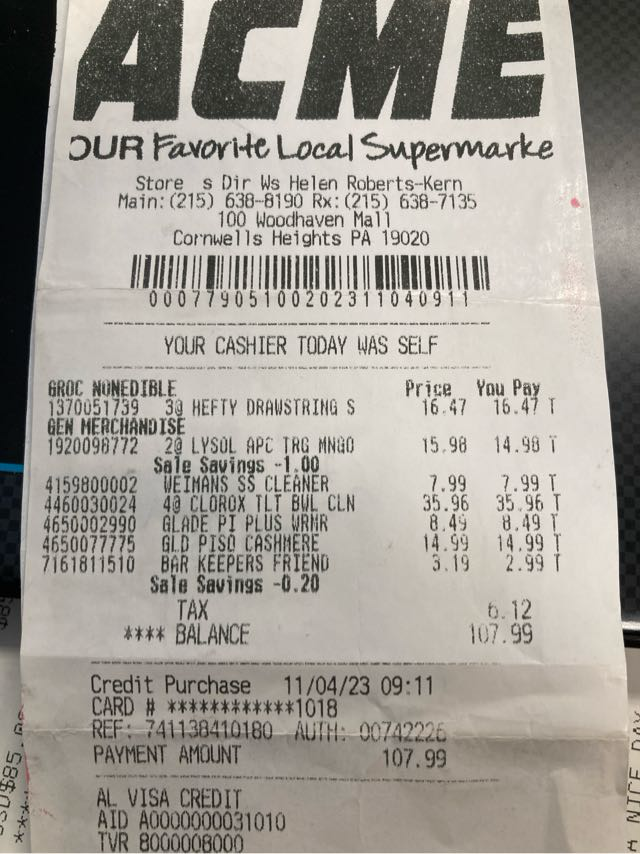 ACME
OUR Favorite Local Supermarke
Store s Dir Ws Helen Roberts-Kern
Main:(215) 638-8190 Rx:(215) 638-7135
100 Woodhaven Mall
Cornwells Heights PA 19020
00077905100202311040911
YOUR CASHIER TODAY WAS SELF
GROC NONEDIBLE Price You Pay
1370051739 3@ HEFTY DRAWSTRING S 16.47 16.47 T
GEN MERCHANDISE
1920098772 2@ LYSOL APC TRG MNGO 15.98 14.98 T
Sale Savings -1.00
4159800002 WEIMANS SS CLEANER 7.99 7.99 T
4460030024 4@ CLOROX TLT BWL CLN 35.96 35.96 T
4650002990 GLADE PI PLUS WRMR 8.49 8.49 T
4650077775 GLD PISO CASHMERE 14.99 14.99 T
7161811510 BAR KEEPERS FRIEND 3.19 2.99 T
Sale Savings -0.20
TAX 6.12
**** BALANCE 107.99
Credit Purchase 11/04/23 09:11
CARD # ************1018
REF: 741138410180 AUTH: 00742226
PAYMENT AMOUNT 107.99
AL VISA CREDIT
AID A0000000031010
TVR 8000008000